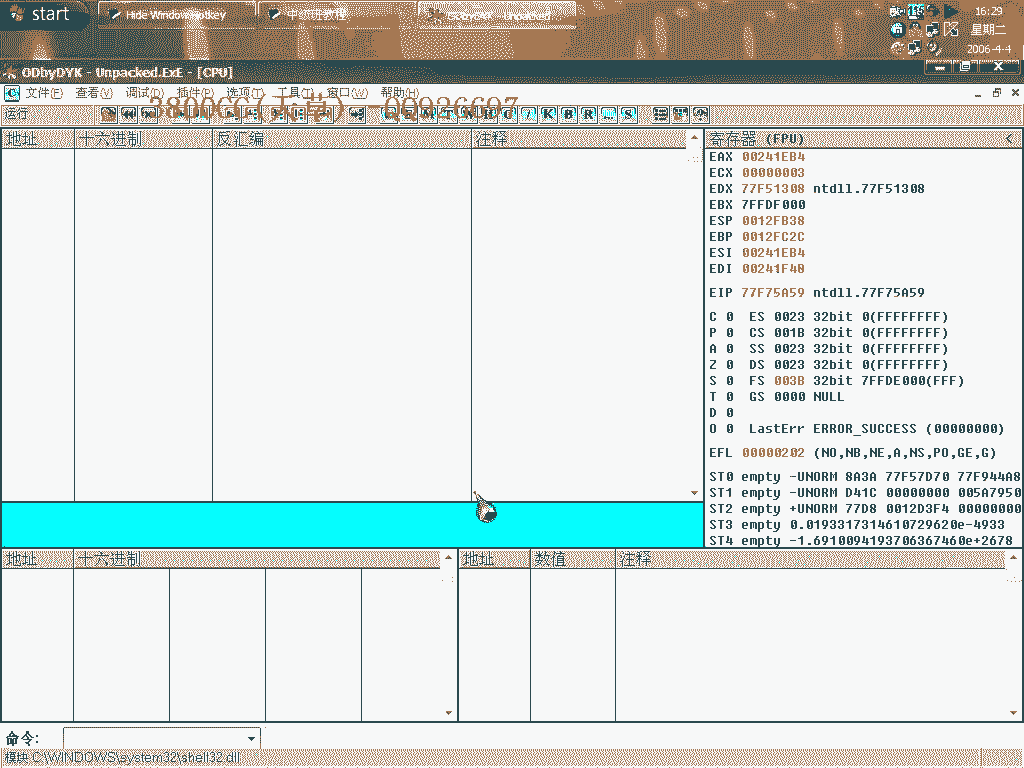 start
Hide Window Hotkey
中级班教程
ODbyDYK - Unpacked
16:29
星期二
2006-4-4
ODbyDYK - Unpacked.ExE - [CPU]
文件(F) 查看(V) 调试(D) 插件(P) 选项(T) 工具(I) 窗口(W) 帮助(H)
3800CC(天草) -QQ926697
运行
K B R ... S
地址 十六进制 反汇编 注释
寄存器 (FPU) <
EAX 00241EB4
ECX 00000003
EDX 77F51308 ntdll.77F51308
EBX 7FFDF000
ESP 0012FB38
EBP 0012FC2C
ESI 00241EB4
EDI 00241F48
EIP 77F75A59 ntdll.77F75A59
C 0 ES 0023 32bit 0(FFFFFFFF)
P 0 CS 001B 32bit 0(FFFFFFFF)
A 0 SS 0023 32bit 0(FFFFFFFF)
Z 0 DS 0023 32bit 0(FFFFFFFF)
S 0 FS 003B 32bit 7FFDE000(FFF)
T 0 GS 0000 NULL
D 0
O 0 LastErr ERROR_SUCCESS (00000000)
EFL 00000202 (NO,NB,NE,A,NS,PO,GE,G)
ST0 empty -UNORM 8A3A 77F57D70 77F944A8
ST1 empty -UNORM D41C 00000000 005A7950
ST2 empty +UNORM 77D8 0012D3F4 00000000
ST3 empty 0.0193317314610729620e-4933
ST4 empty -1.6910094193706367460e+2678
地址 十六进制
地址 数值 注释
命令:
模块 C:\WINDOWS\system32\shell32.dll